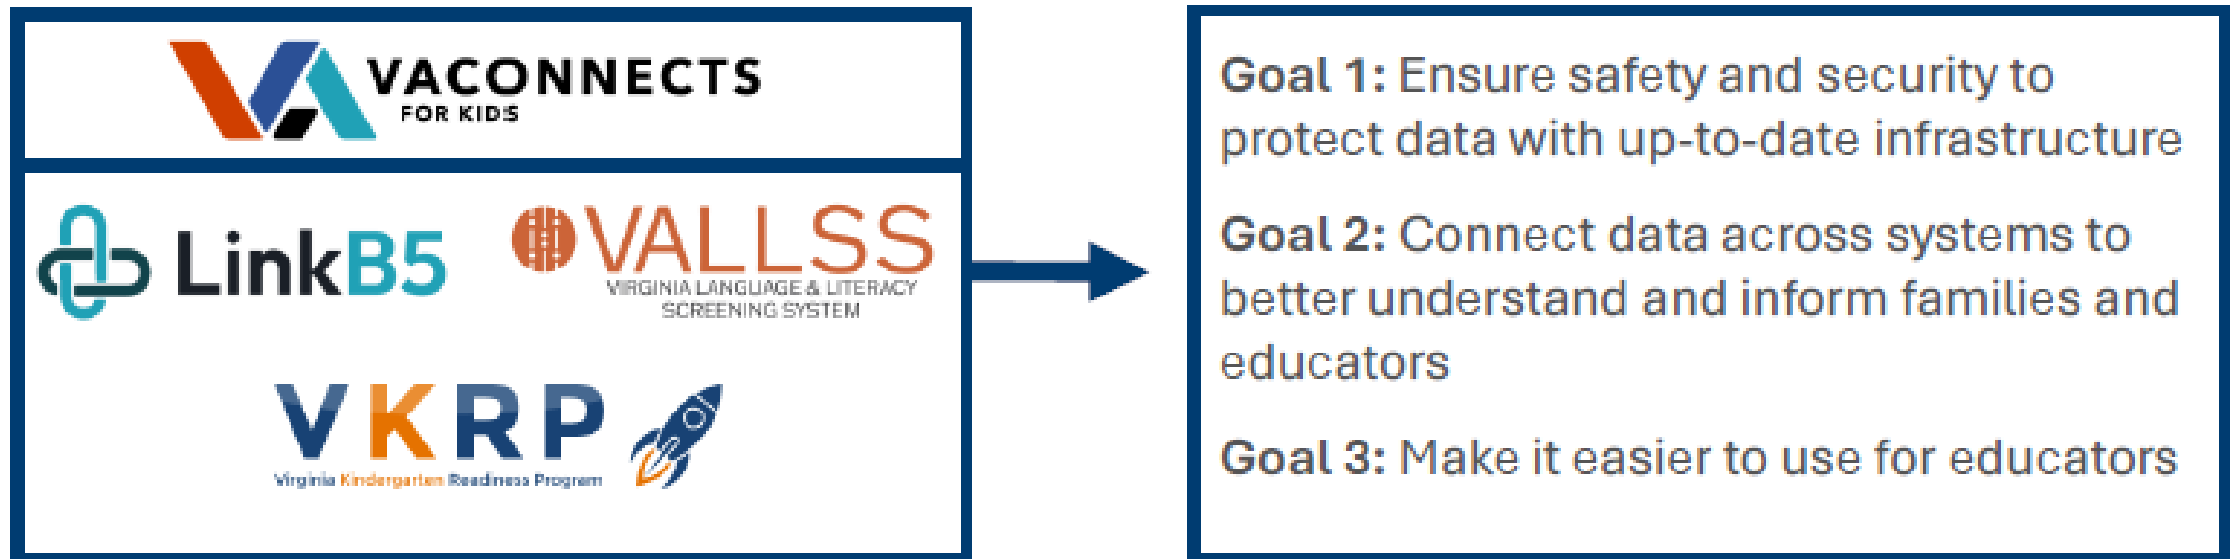 VACONNECTS
FOR KIDS
LinkB5
VALLSS
VIRGINIA LANGUAGE & LITERACY
SCREENING SYSTEM
VKRP
Virginia Kindergarten Readiness Program
Goal 1: Ensure safety and security to
protect data with up-to-date infrastructure
Goal 2: Connect data across systems to
better understand and inform families and
educators
Goal 3: Make it easier to use for educators